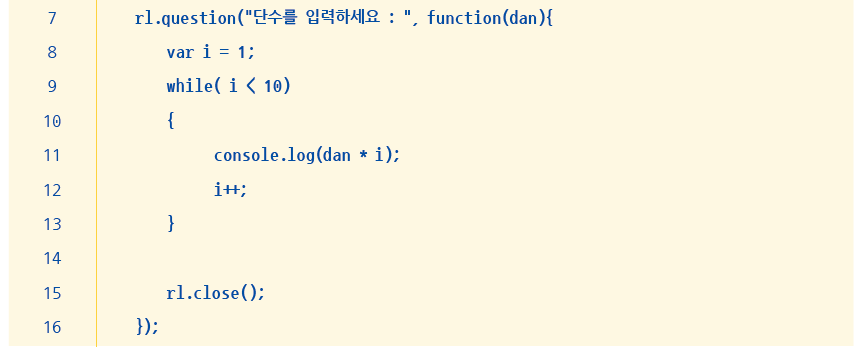 7 rl.question("단수를 입력하세요 : ", function(dan){
8 var i = 1;
9 while( i < 10)
10 {
11 console.log(dan * i);
12 i++;
13 }
14
15 rl.close();
16 });